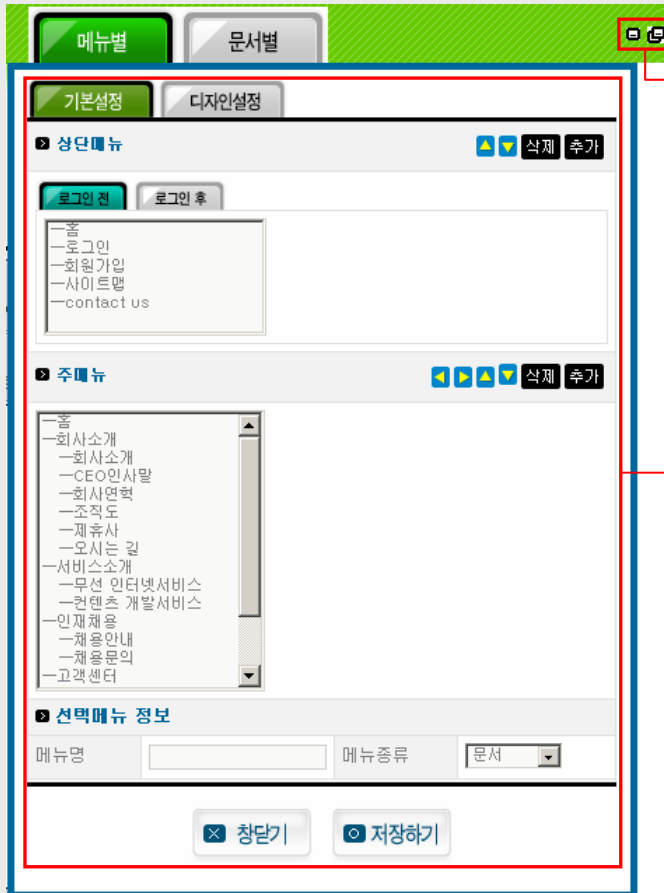 메뉴별 문서별
기본설정 디자인설정
상단메뉴 삭제 추가
로그인 전 로그인 후
홈
로그인
회원가입
사이트맵
contact us
주메뉴 삭제 추가
홈
회사소개
회사소개
CEO인사말
회사연혁
조직도
제휴사
오시는 길
서비스소개
무선 인터넷서비스
컨텐츠 개발서비스
인재채용
채용안내
채용문의
고객센터
선택메뉴 정보
메뉴명 메뉴종류 문서
창닫기 저장하기